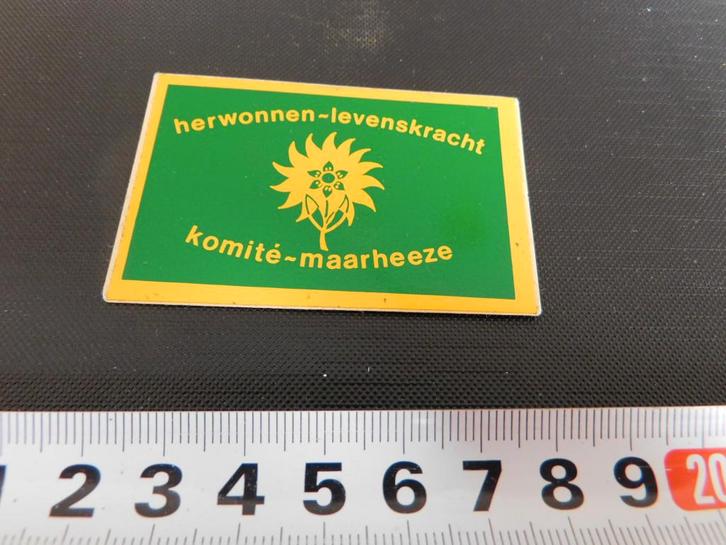 herwonnen~levenskracht
komité~maarheeze
1 2 3 4 5 6 7 8 9 20